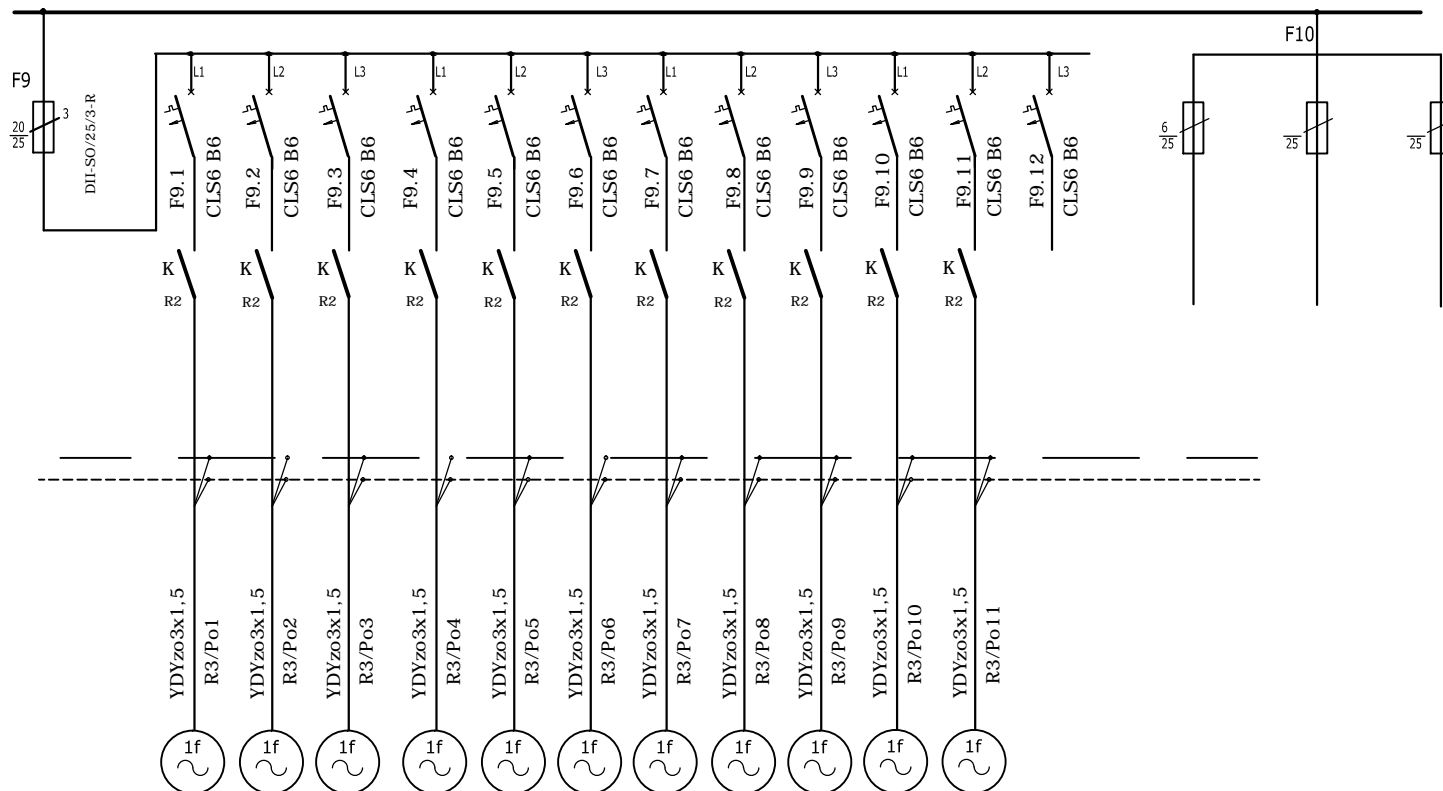 F10
F9
L1 L2 L3 L1 L2 L3 L1 L2 L3 L1 L2 L3
20
25
3
DII-SO/25/3-R
6
25
25
25
F9.1
CLS6 B6
F9.2
CLS6 B6
F9.3
CLS6 B6
F9.4
CLS6 B6
F9.5
CLS6 B6
F9.6
CLS6 B6
F9.7
CLS6 B6
F9.8
CLS6 B6
F9.9
CLS6 B6
F9.10
CLS6 B6
F9.11
CLS6 B6
F9.12
CLS6 B6
K K K K K K K K K K K
R2 R2 R2 R2 R2 R2 R2 R2 R2 R2 R2
YDYzo3x1,5
R3/Po1
YDYzo3x1,5
R3/Po2
YDYzo3x1,5
R3/Po3
YDYzo3x1,5
R3/Po4
YDYzo3x1,5
R3/Po5
YDYzo3x1,5
R3/Po6
YDYzo3x1,5
R3/Po7
YDYzo3x1,5
R3/Po8
YDYzo3x1,5
R3/Po9
YDYzo3x1,5
R3/Po10
YDYzo3x1,5
R3/Po11
1f 1f 1f 1f 1f 1f 1f 1f 1f 1f 1f